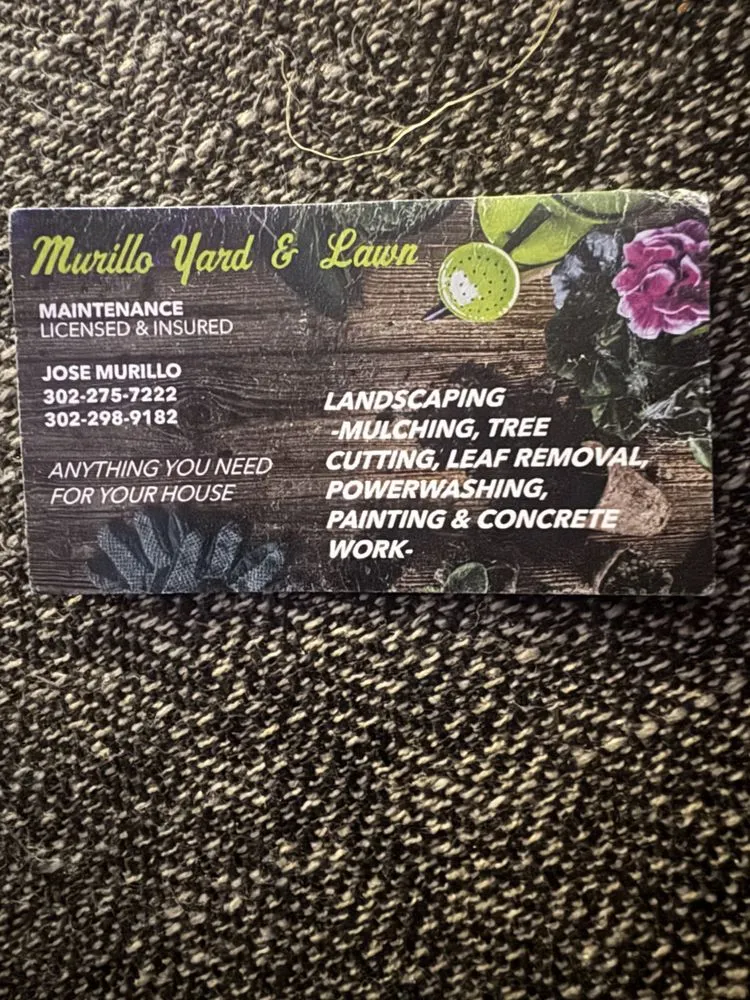 Murillo Yard & Lawn
MAINTENANCE
LICENSED & INSURED
JOSE MURILLO
302-275-7222
302-298-9182
ANYTHING YOU NEED
FOR YOUR HOUSE
LANDSCAPING
-MULCHING, TREE
CUTTING, LEAF REMOVAL,
POWERWASHING,
PAINTING & CONCRETE
WORK-